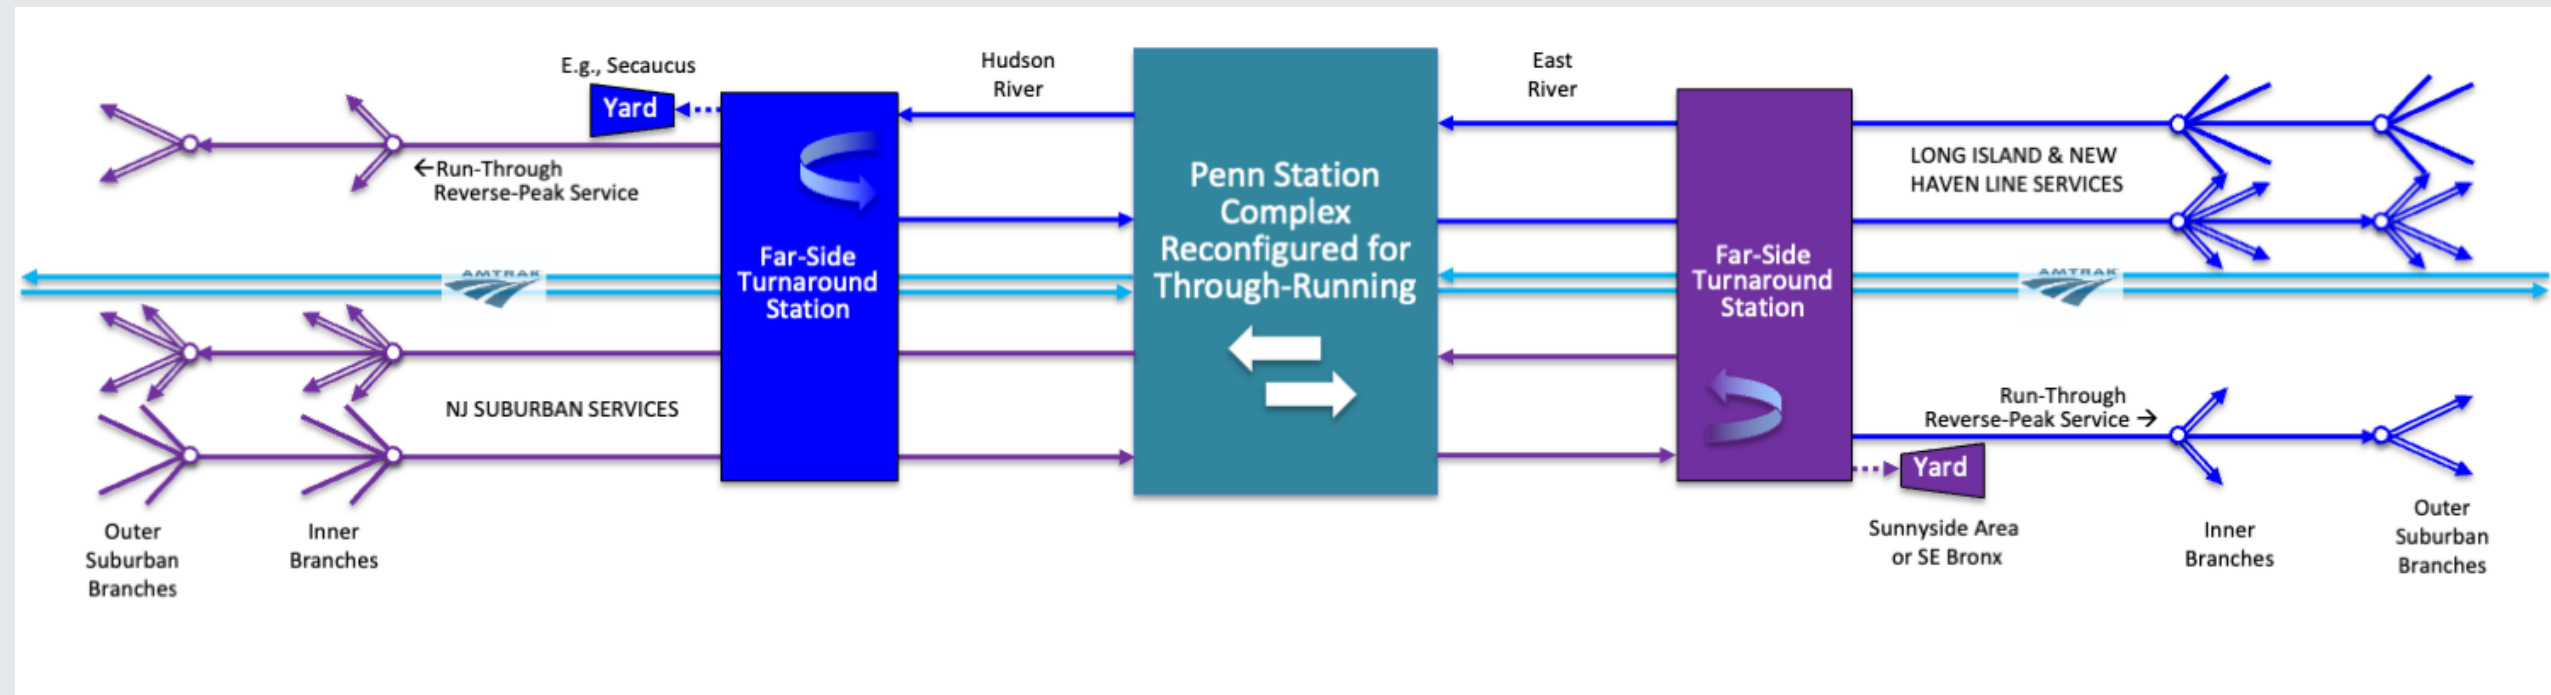 E.g., Secaucus
Yard
←Run-Through
Reverse-Peak Service
Hudson
River
East
River
Penn Station
Complex
Reconfigured for
Through-Running
Far-Side
Turnaround
Station
Far-Side
Turnaround
Station
LONG ISLAND & NEW
HAVEN LINE SERVICES
AMTRAK
AMTRAK
NJ SUBURBAN SERVICES
Run-Through
Reverse-Peak Service →
Yard
Sunnyside Area
or SE Bronx
Outer
Suburban
Branches
Inner
Branches
Inner
Branches
Outer
Suburban
Branches